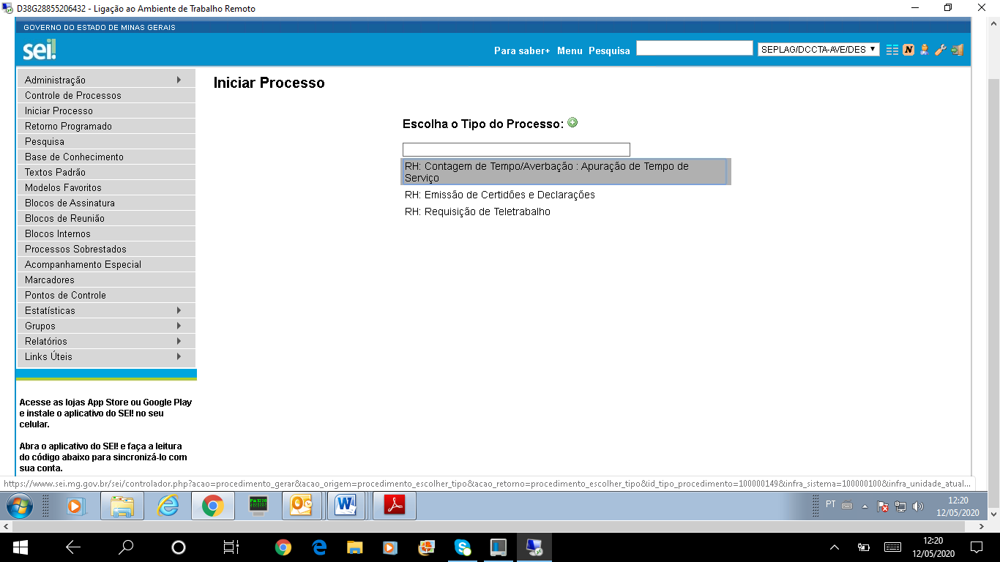 D38G28855206432 - Ligação ao Ambiente de Trabalho Remoto
GOVERNO DO ESTADO DE MINAS GERAIS
sei!
Para saber+ Menu Pesquisa
SEPLAG/DCCTA-AVE/DES
N
Administração
Controle de Processos
Iniciar Processo
Retorno Programado
Pesquisa
Base de Conhecimento
Textos Padrão
Modelos Favoritos
Blocos de Assinatura
Blocos de Reunião
Blocos Internos
Processos Sobrestados
Acompanhamento Especial
Marcadores
Pontos de Controle
Estatísticas
Grupos
Relatórios
Links Úteis
Acesse as lojas App Store ou Google Play
e instale o aplicativo do SEI! no seu
celular.
Abra o aplicativo do SEI! e faça a leitura
do código abaixo para sincronizá-lo com
sua conta.
Iniciar Processo
Escolha o Tipo do Processo:
RH: Contagem de Tempo/Averbação : Apuração de Tempo de
Serviço
RH: Emissão de Certidões e Declarações
RH: Requisição de Teletrabalho
https://www.sei.mg.gov.br/sei/controlador.php?acao=procedimento_gerar&acao_origem=procedimento_escolher_tipo&acao_retorno=procedimento_escolher_tipo&id_tipo_procedimento=100000149&infra_sistema=100000100&infra_unidade_atual...
PT
12:20
12/05/2020
12:20
12/05/2020